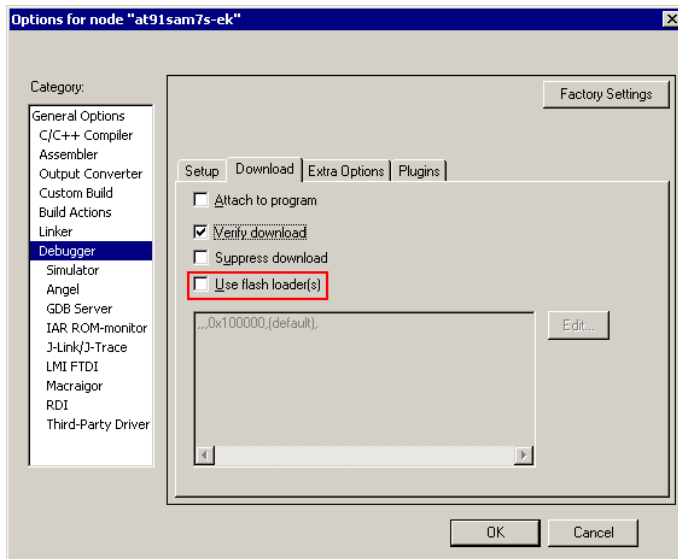 Options for node "at91sam7s-ek"
Category:
Factory Settings
General Options
C/C++ Compiler
Assembler
Output Converter
Custom Build
Build Actions
Linker
Debugger
Simulator
Angel
GDB Server
IAR ROM-monitor
J-Link/J-Trace
LMI FTDI
Macraigor
RDI
Third-Party Driver
Setup Download Extra Options Plugins
Attach to program
Verify download
Suppress download
Use flash loader(s)
,,,0x100000,(default),
Edit...
OK Cancel